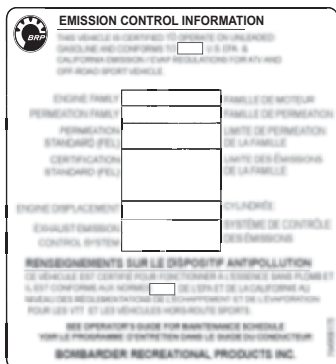 BRP
EMISSION CONTROL INFORMATION
THIS VEHICLE IS CERTIFIED TO OPERATE ON UNLEADED
GASOLINE AND CONFORMS TO U.S. EPA &
CALIFORNIA EMISSION / EVAP REGULATIONS FOR ATV AND
OFF-ROAD SPORT VEHICLE.
ENGINE FAMILY FAMILLE DE MOTEUR
PERMEATION FAMILY FAMILLE DE PERMÉATION
PERMEATION LIMITE DE PERMÉATION
STANDARD (FEL) DE LA FAMILLE
CERTIFICATION LIMITE DES ÉMISSIONS
STANDARD (FEL) DE LA FAMILLE
ENGINE DISPLACEMENT CYLINDRÉE
EXHAUST EMISSION SYSTÈME DE CONTRÔLE
CONTROL SYSTEM DES ÉMISSIONS
RENSEIGNEMENTS SUR LE DISPOSITIF ANTIPOLLUTION
CE VÉHICULE EST CERTIFIÉ POUR FONCTIONNER À L'ESSENCE SANS PLOMB ET
IL EST CONFORME AUX NORMES DE L'EPA ET DE LA CALIFORNIE AU
NIVEAU DES RÉGLEMENTATIONS DE L'ÉCHAPPEMENT ET DE L'ÉVAPORATION
POUR LES VTT ET LES VÉHICULES HORS-ROUTE SPORTS.
SEE OPERATOR'S GUIDE FOR MAINTENANCE SCHEDULE
VOIR LE PROGRAMME D'ENTRETIEN DANS LE GUIDE DU CONDUCTEUR
BOMBARDIER RECREATIONAL PRODUCTS INC.